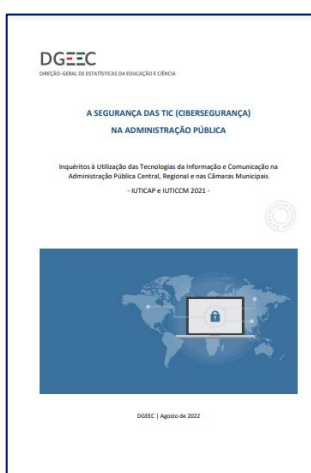 DGEEC
DIREÇÃO-GERAL DE ESTATÍSTICAS DA EDUCAÇÃO E CIÊNCIA
A SEGURANÇA DAS TIC (CIBERSEGURANÇA)
NA ADMINISTRAÇÃO PÚBLICA
Inquéritos à Utilização das Tecnologias da Informação e Comunicação na
Administração Pública Central, Regional e nas Câmaras Municipais
- IUTICAP e IUTICCM 2021 -
DGEEC | Agosto de 2022